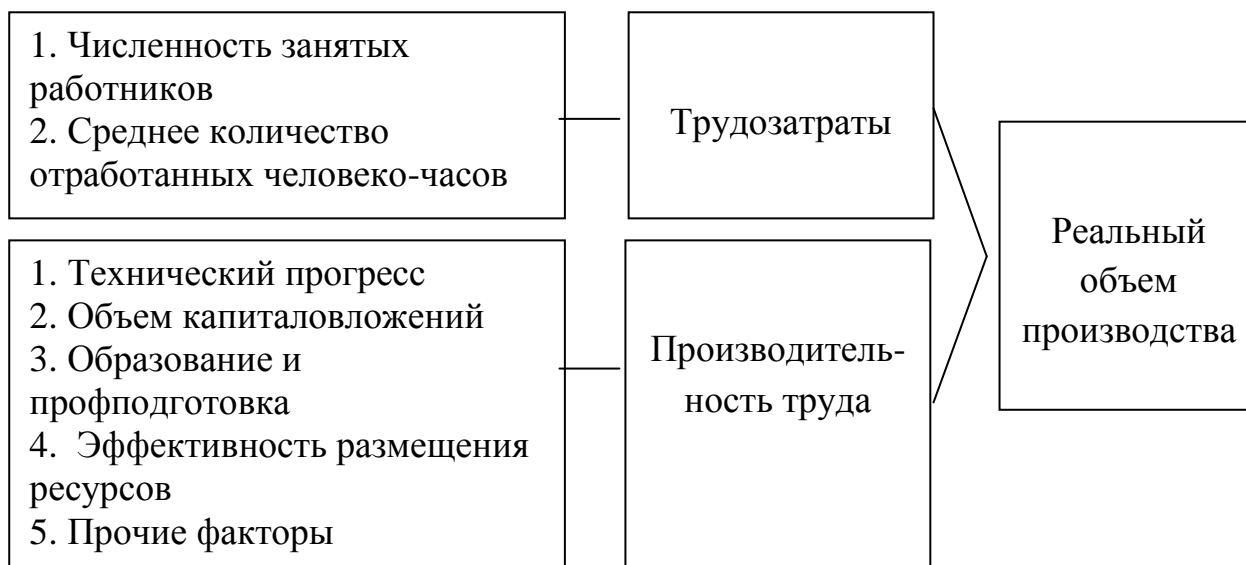 1. Численность занятых
работников
2. Среднее количество
отработанных человеко-часов
Трудозатраты
1. Технический прогресс
2. Объем капиталовложений
3. Образование и
профподготовка
4.  Эффективность размещения
ресурсов
5. Прочие факторы
Производитель-
ность труда
Реальный
объем
производства